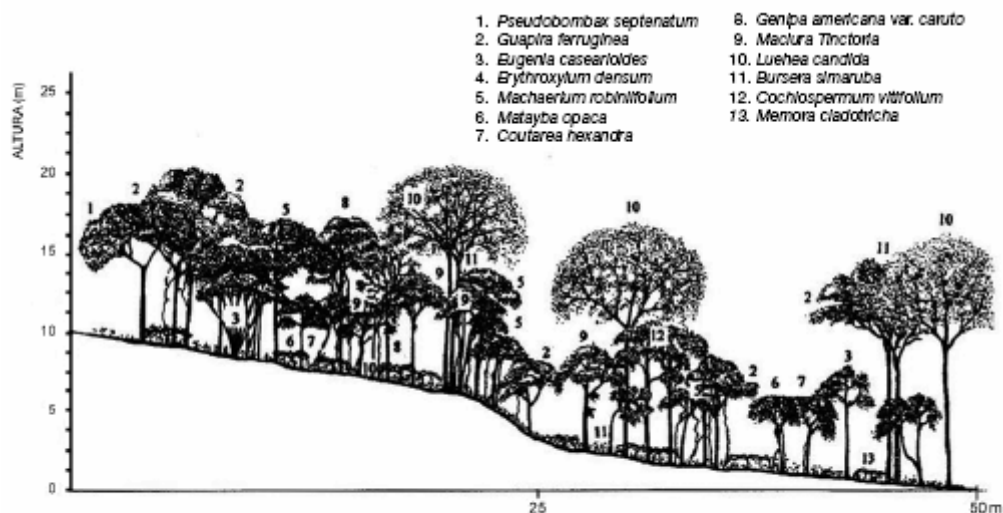 1. Pseudobombax septenatum
2. Guapira ferruginea
3. Eugenia casearioides
4. Erythroxylum densum
5. Machaerium robiniifolium
6. Matayba opaca
7. Coutarea hexandra
8. Genipa americana var. caruto
9. Maclura Tinctoria
10. Luehea candida
11. Bursera simaruba
12. Cochlospermum vitifolium
13. Memora cladotricha
ALTURA (m)
25
20
15
10
5
0
25
50 m
1
2
2
5
8
10
10
10
11
2
9
11
5
9
8
9
3
5
6
7
8
10
2
9
12
5
2
6
7
3
11
13